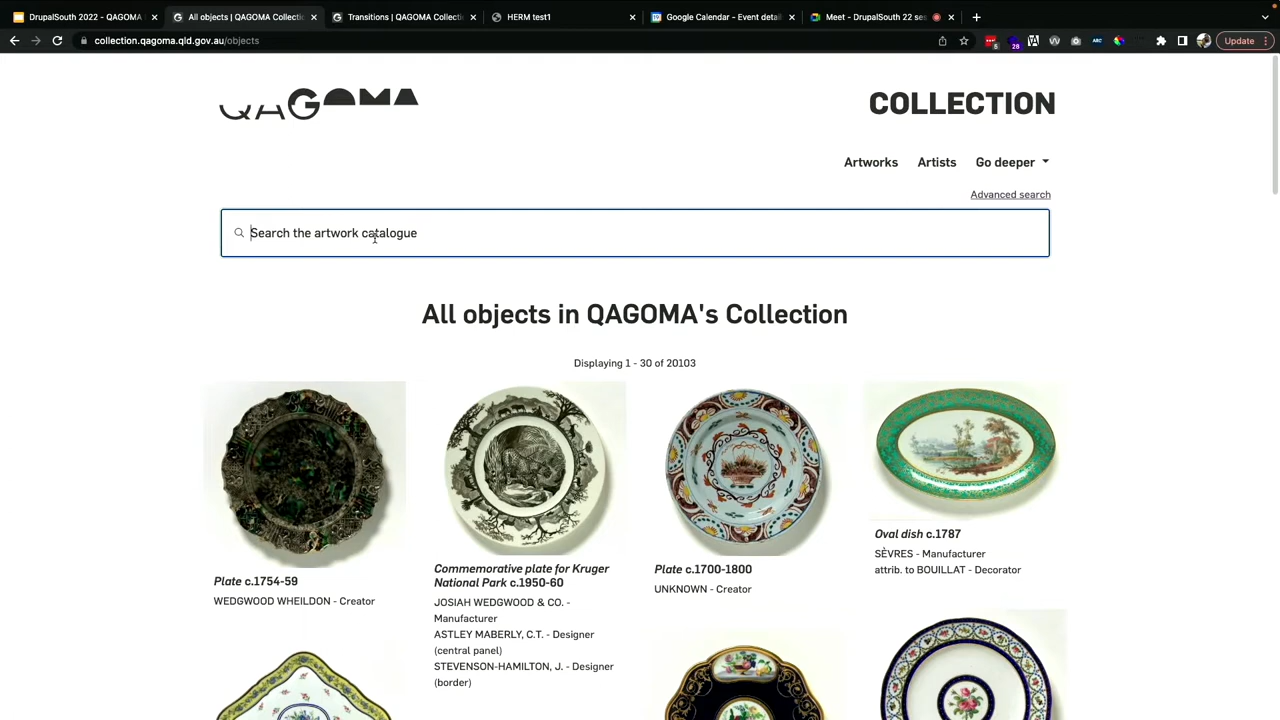 DrupalSouth 2022 - QAGOMA
All objects | QAGOMA Collectio
Transitions | QAGOMA Collectio
HERM test1
Google Calendar - Event detail
Meet - DrupalSouth 22 ses
collection.qagoma.qld.gov.au/objects
Update
QAGOMA
COLLECTION
Artworks
Artists
Go deeper
Advanced search
Search the artwork catalogue
All objects in QAGOMA's Collection
Displaying 1 - 30 of 20103
Plate c.1754-59
WEDGWOOD WHEILDON - Creator
Commemorative plate for Kruger
National Park c.1950-60
JOSIAH WEDGWOOD & CO. -
Manufacturer
ASTLEY MABERLY, C.T. - Designer
(central panel)
STEVENSON-HAMILTON, J. - Designer
(border)
Plate c.1700-1800
UNKNOWN - Creator
Oval dish c.1787
SÈVRES - Manufacturer
attrib. to BOUILLAT - Decorator